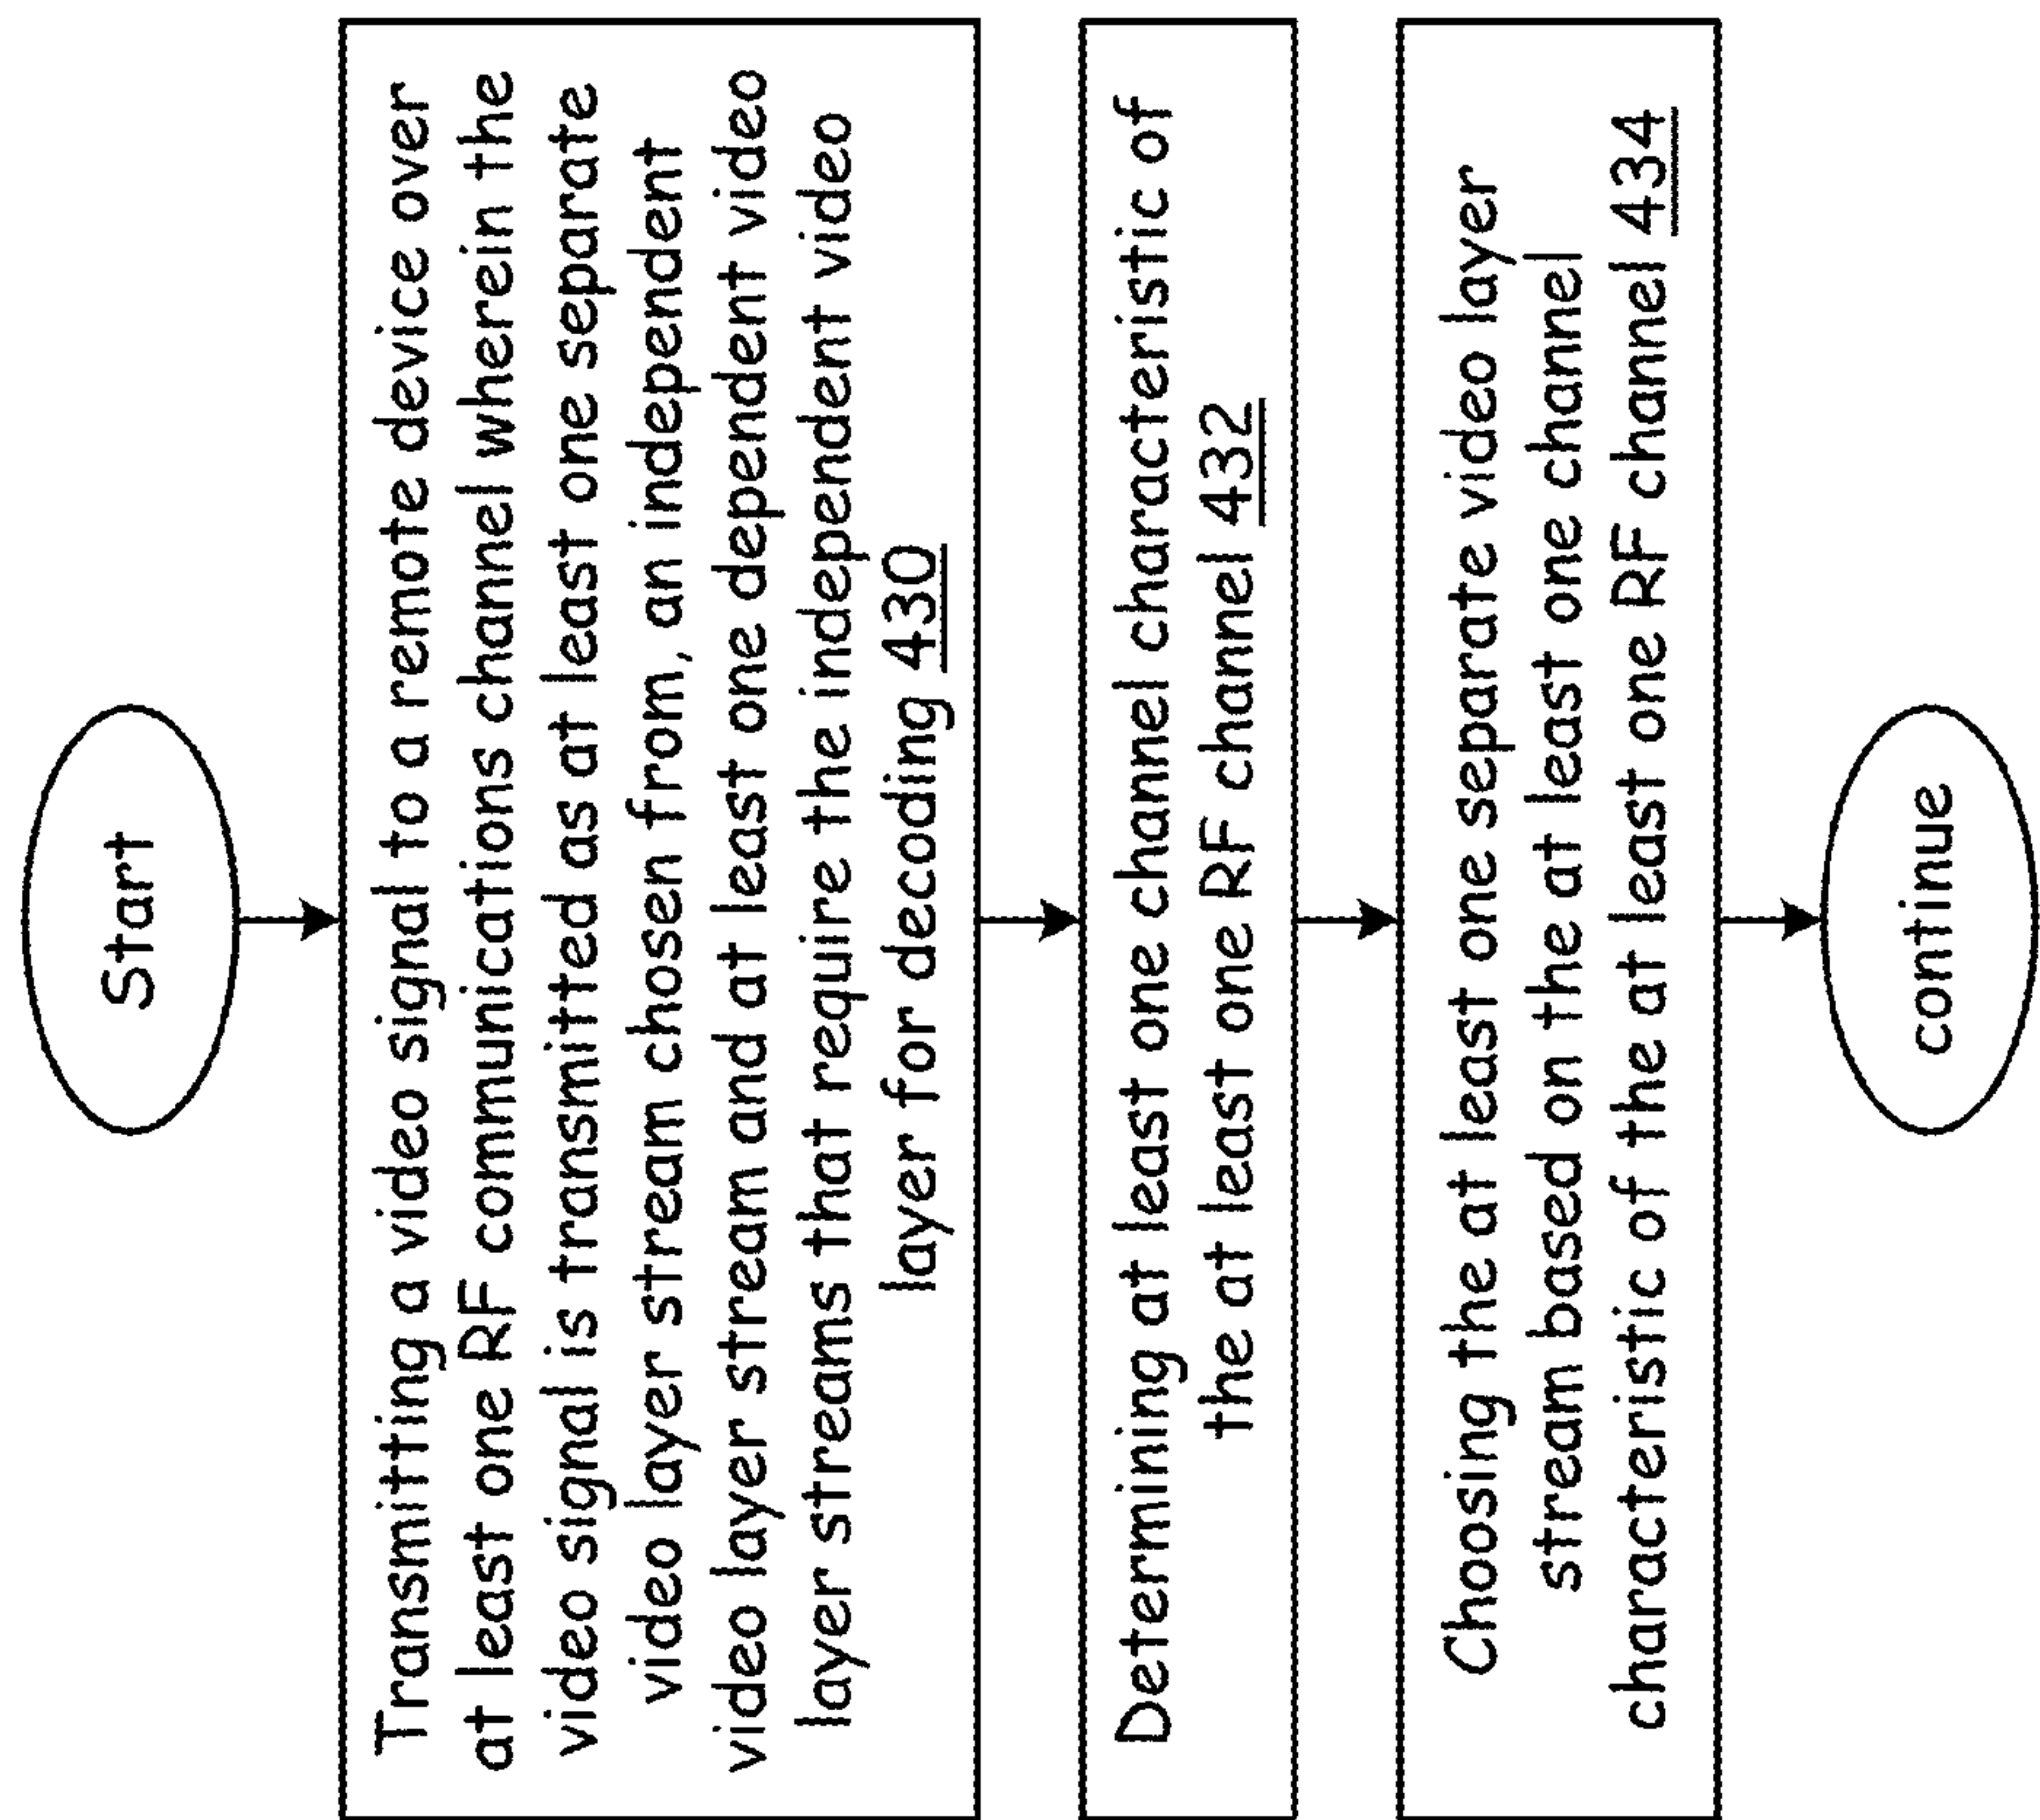 Start
Transmitting a video signal to a remote device over
at least one RF communications channel wherein the
video signal is transmitted as at least one separate
video layer stream chosen from, an independent
video layer stream and at least one dependent video
layer streams that require the independent video
layer for decoding 430
Determining at least one channel characteristic of
the at least one RF channel 432
Choosing the at least one separate video layer
stream based on the at least one channel
characteristic of the at least one RF channel 434
continue